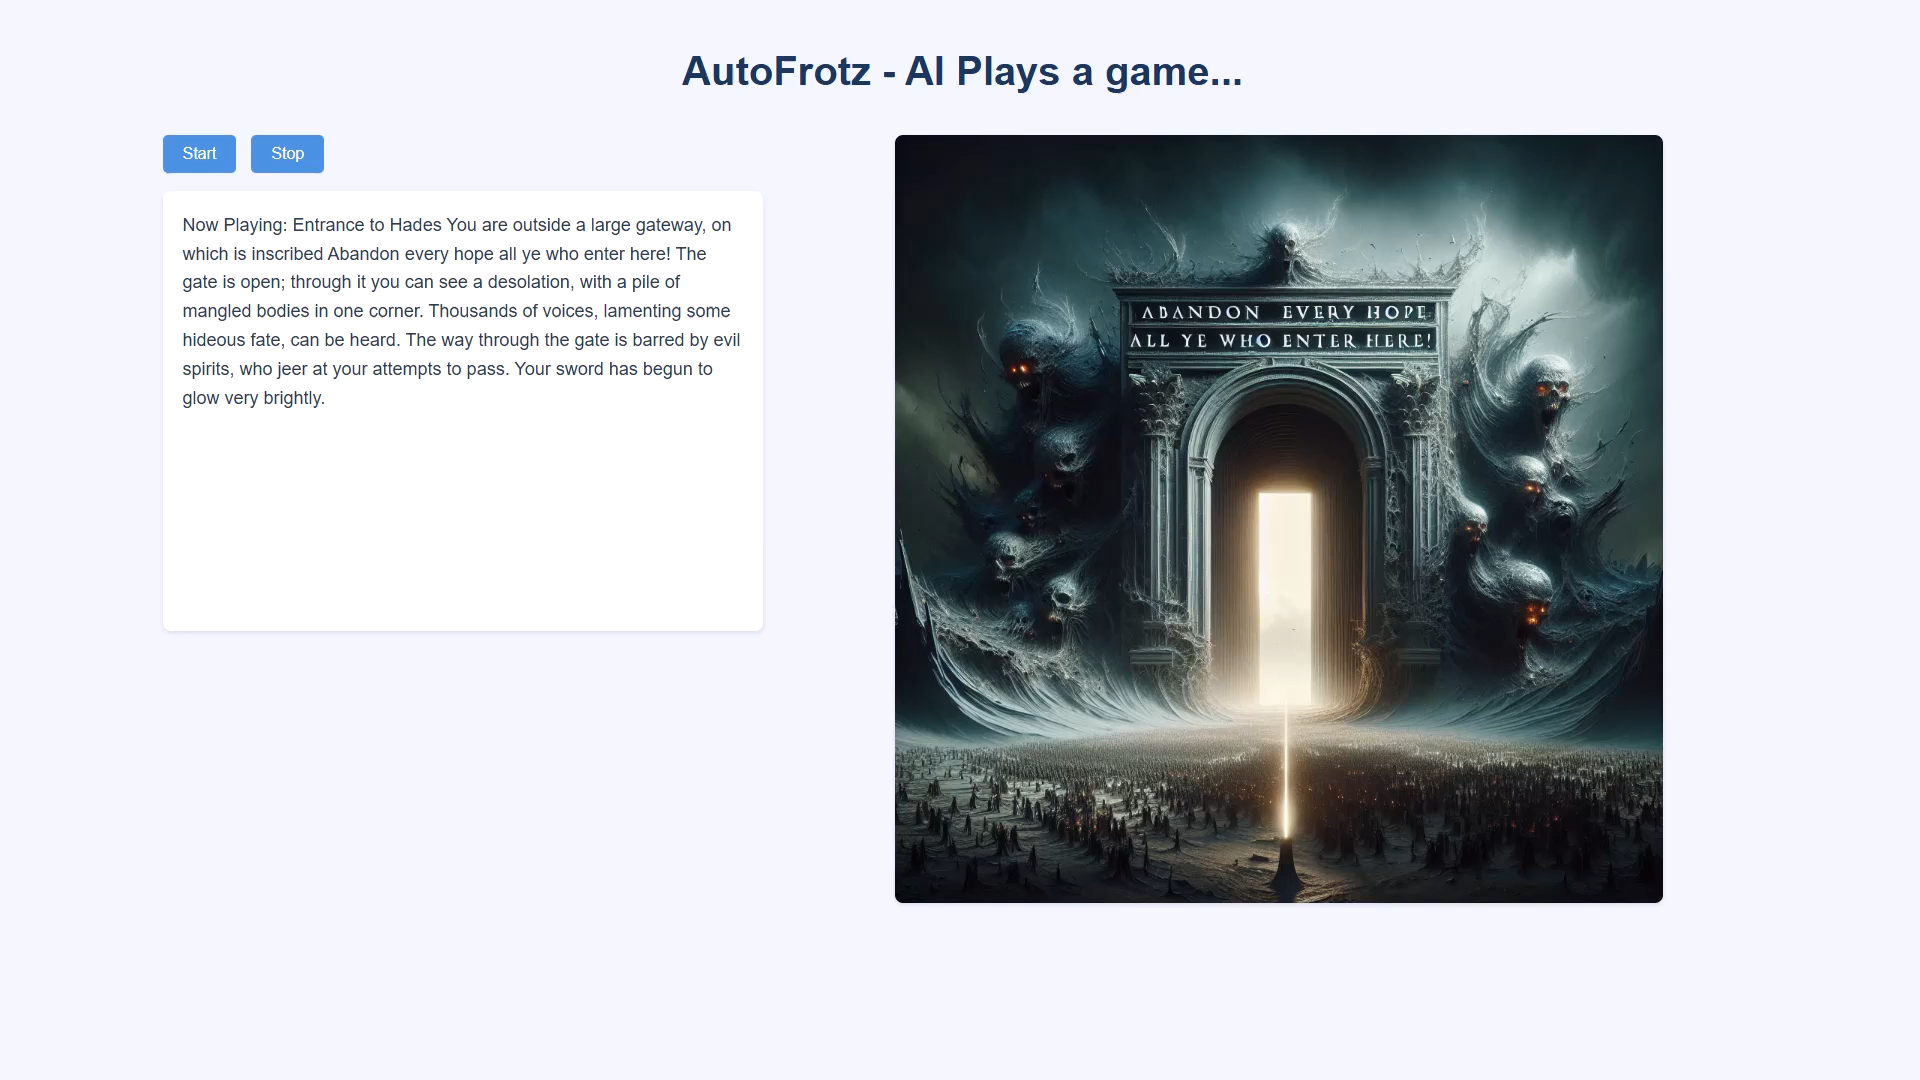 AutoFrotz - AI Plays a game...
Start
Stop
Now Playing: Entrance to Hades You are outside a large gateway, on
which is inscribed Abandon every hope all ye who enter here! The
gate is open; through it you can see a desolation, with a pile of
mangled bodies in one corner. Thousands of voices, lamenting some
hideous fate, can be heard. The way through the gate is barred by evil
spirits, who jeer at your attempts to pass. Your sword has begun to
glow very brightly.
ABANDON EVERY HOPE
ALL YE WHO ENTER HERE!